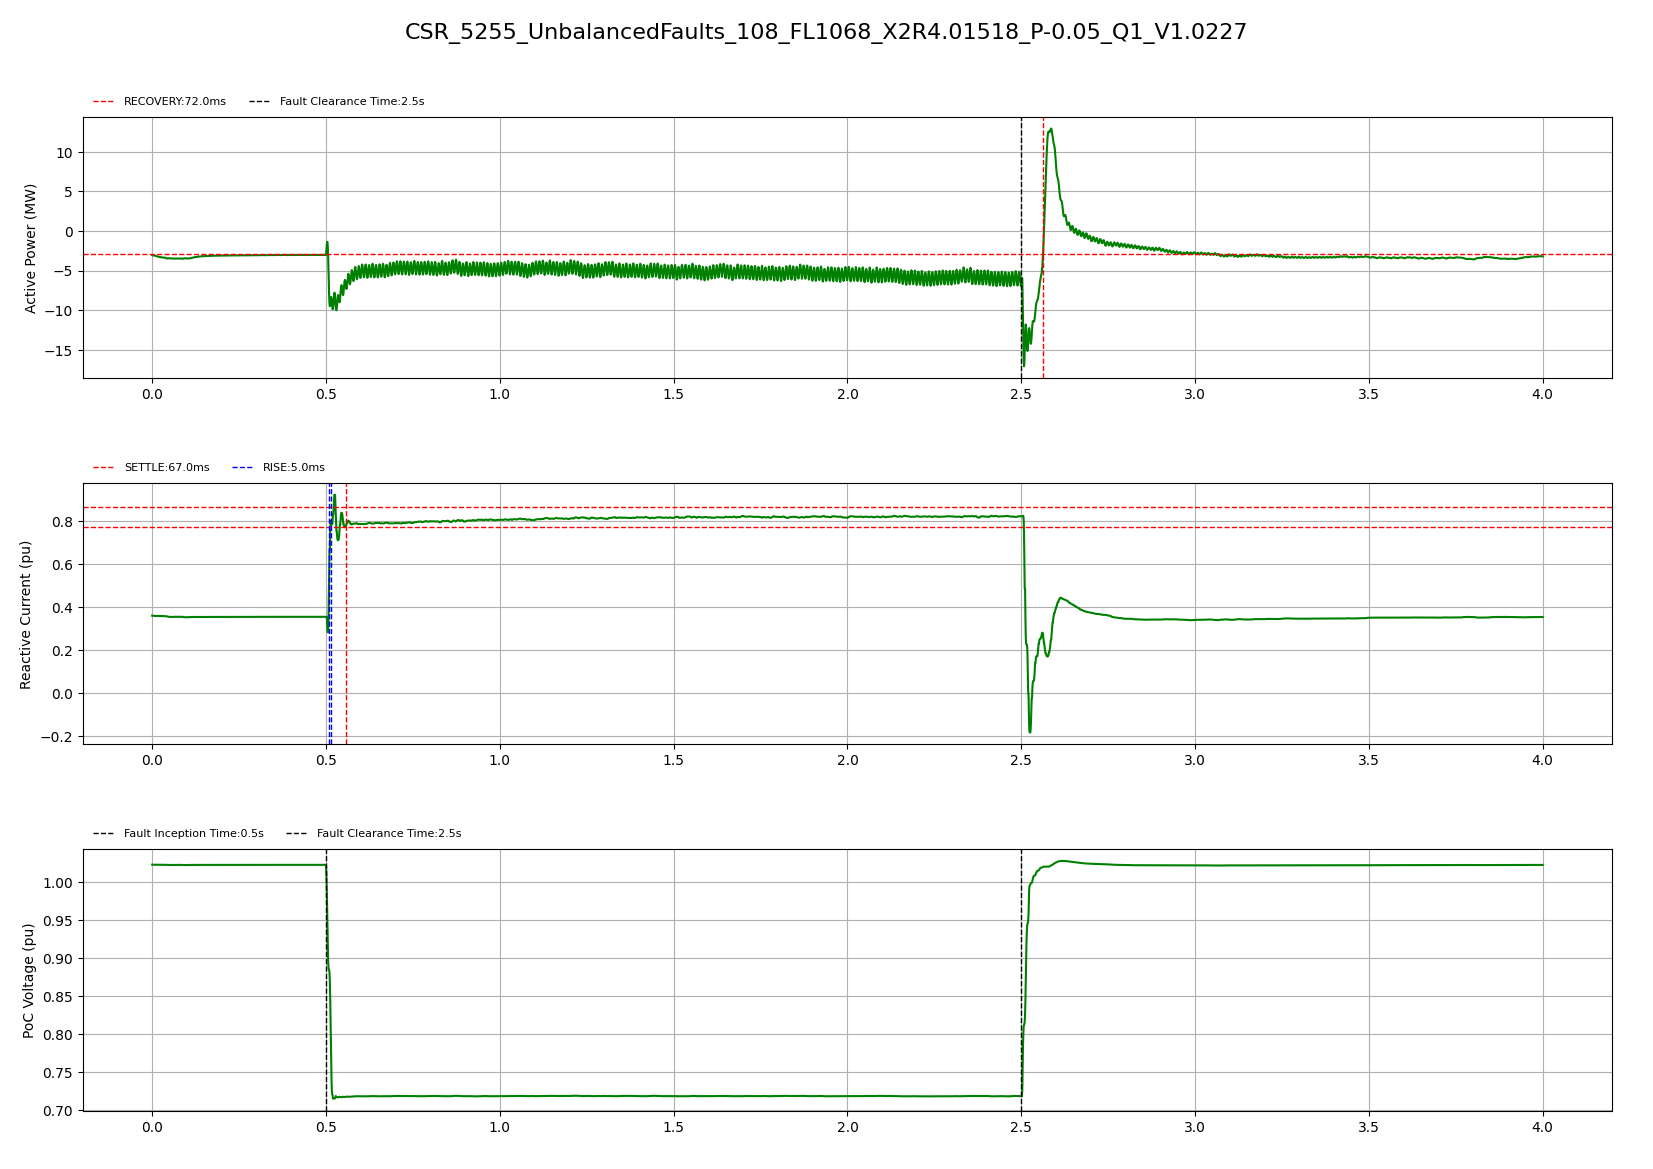 CSR_5255_UnbalancedFaults_108_FL1068_X2R4.01518_P-0.05_Q1_V1.0227
RECOVERY:72.0ms Fault Clearance Time:2.5s
Active Power (MW)
10
5
0
−5
−10
−15
0.0 0.5 1.0 1.5 2.0 2.5 3.0 3.5 4.0
SETTLE:67.0ms RISE:5.0ms
Reactive Current (pu)
0.8
0.6
0.4
0.2
0.0
−0.2
0.0 0.5 1.0 1.5 2.0 2.5 3.0 3.5 4.0
Fault Inception Time:0.5s Fault Clearance Time:2.5s
PoC Voltage (pu)
1.00
0.95
0.90
0.85
0.80
0.75
0.70
0.0 0.5 1.0 1.5 2.0 2.5 3.0 3.5 4.0